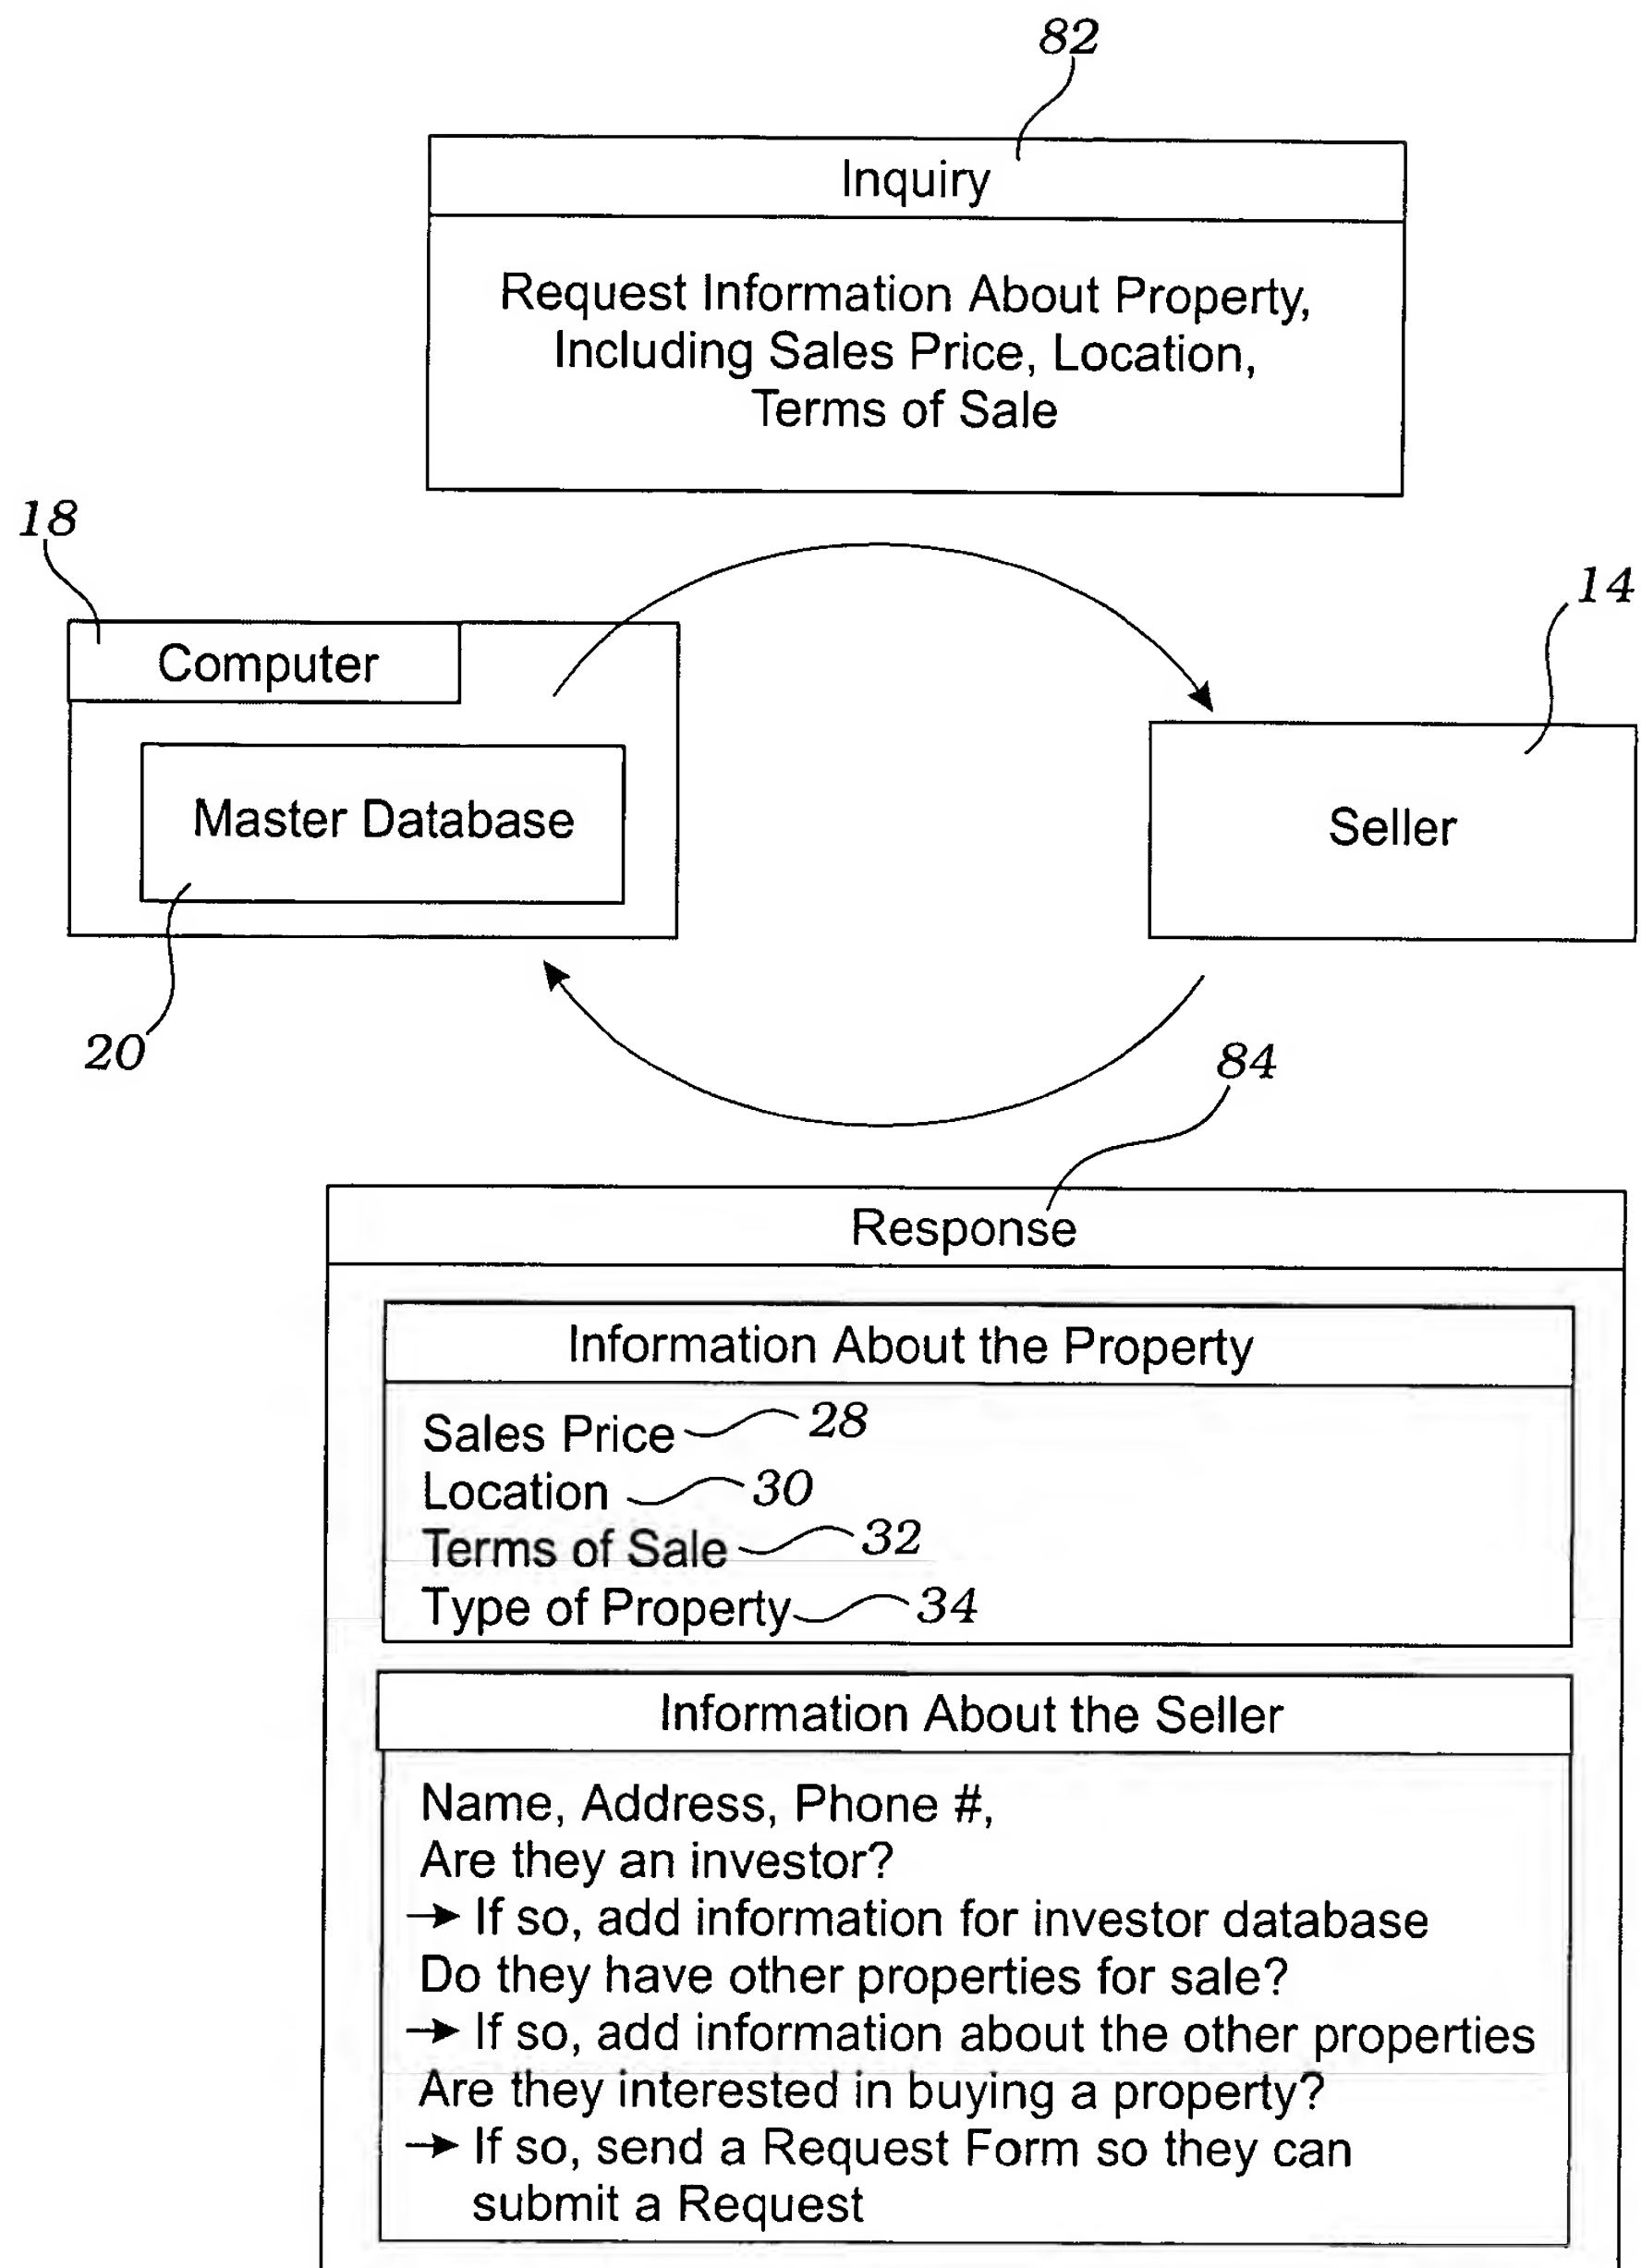 82
Inquiry
Request Information About Property,
Including Sales Price, Location,
Terms of Sale
18
14
Computer
Master Database
Seller
20
84
Response
Information About the Property
Sales Price 28
Location 30
Terms of Sale 32
Type of Property 34
Information About the Seller
Name, Address, Phone #,
Are they an investor?
→ If so, add information for investor database
Do they have other properties for sale?
→ If so, add information about the other properties
Are they interested in buying a property?
→ If so, send a Request Form so they can
submit a Request